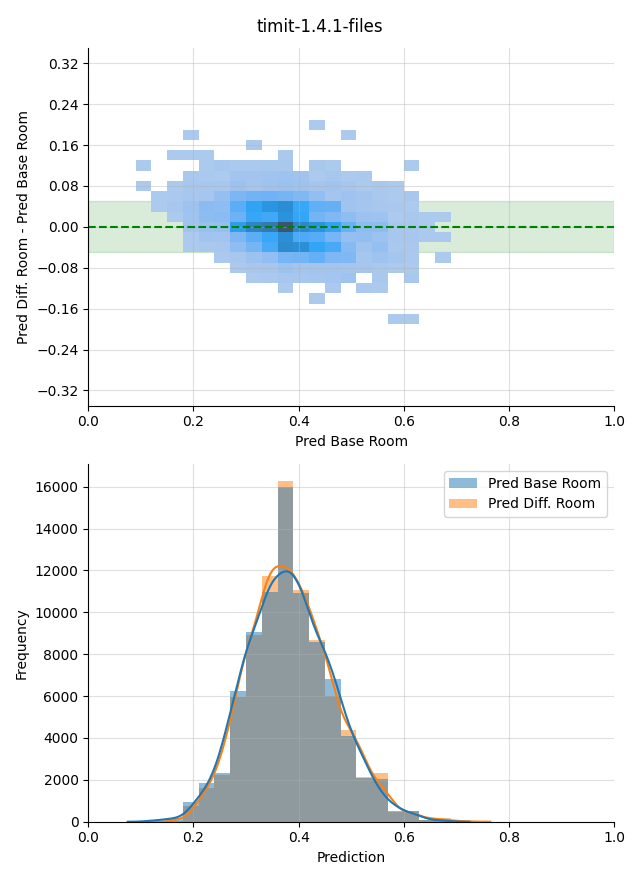 timit-1.4.1-files
0.32
0.24
0.16
0.08
0.00
−0.08
−0.16
−0.24
−0.32
Pred Diff. Room - Pred Base Room
0.0 0.2 0.4 0.6 0.8 1.0
Pred Base Room
16000
14000
12000
10000
8000
6000
4000
2000
0
Frequency
Pred Base Room
Pred Diff. Room
0.0 0.2 0.4 0.6 0.8 1.0
Prediction